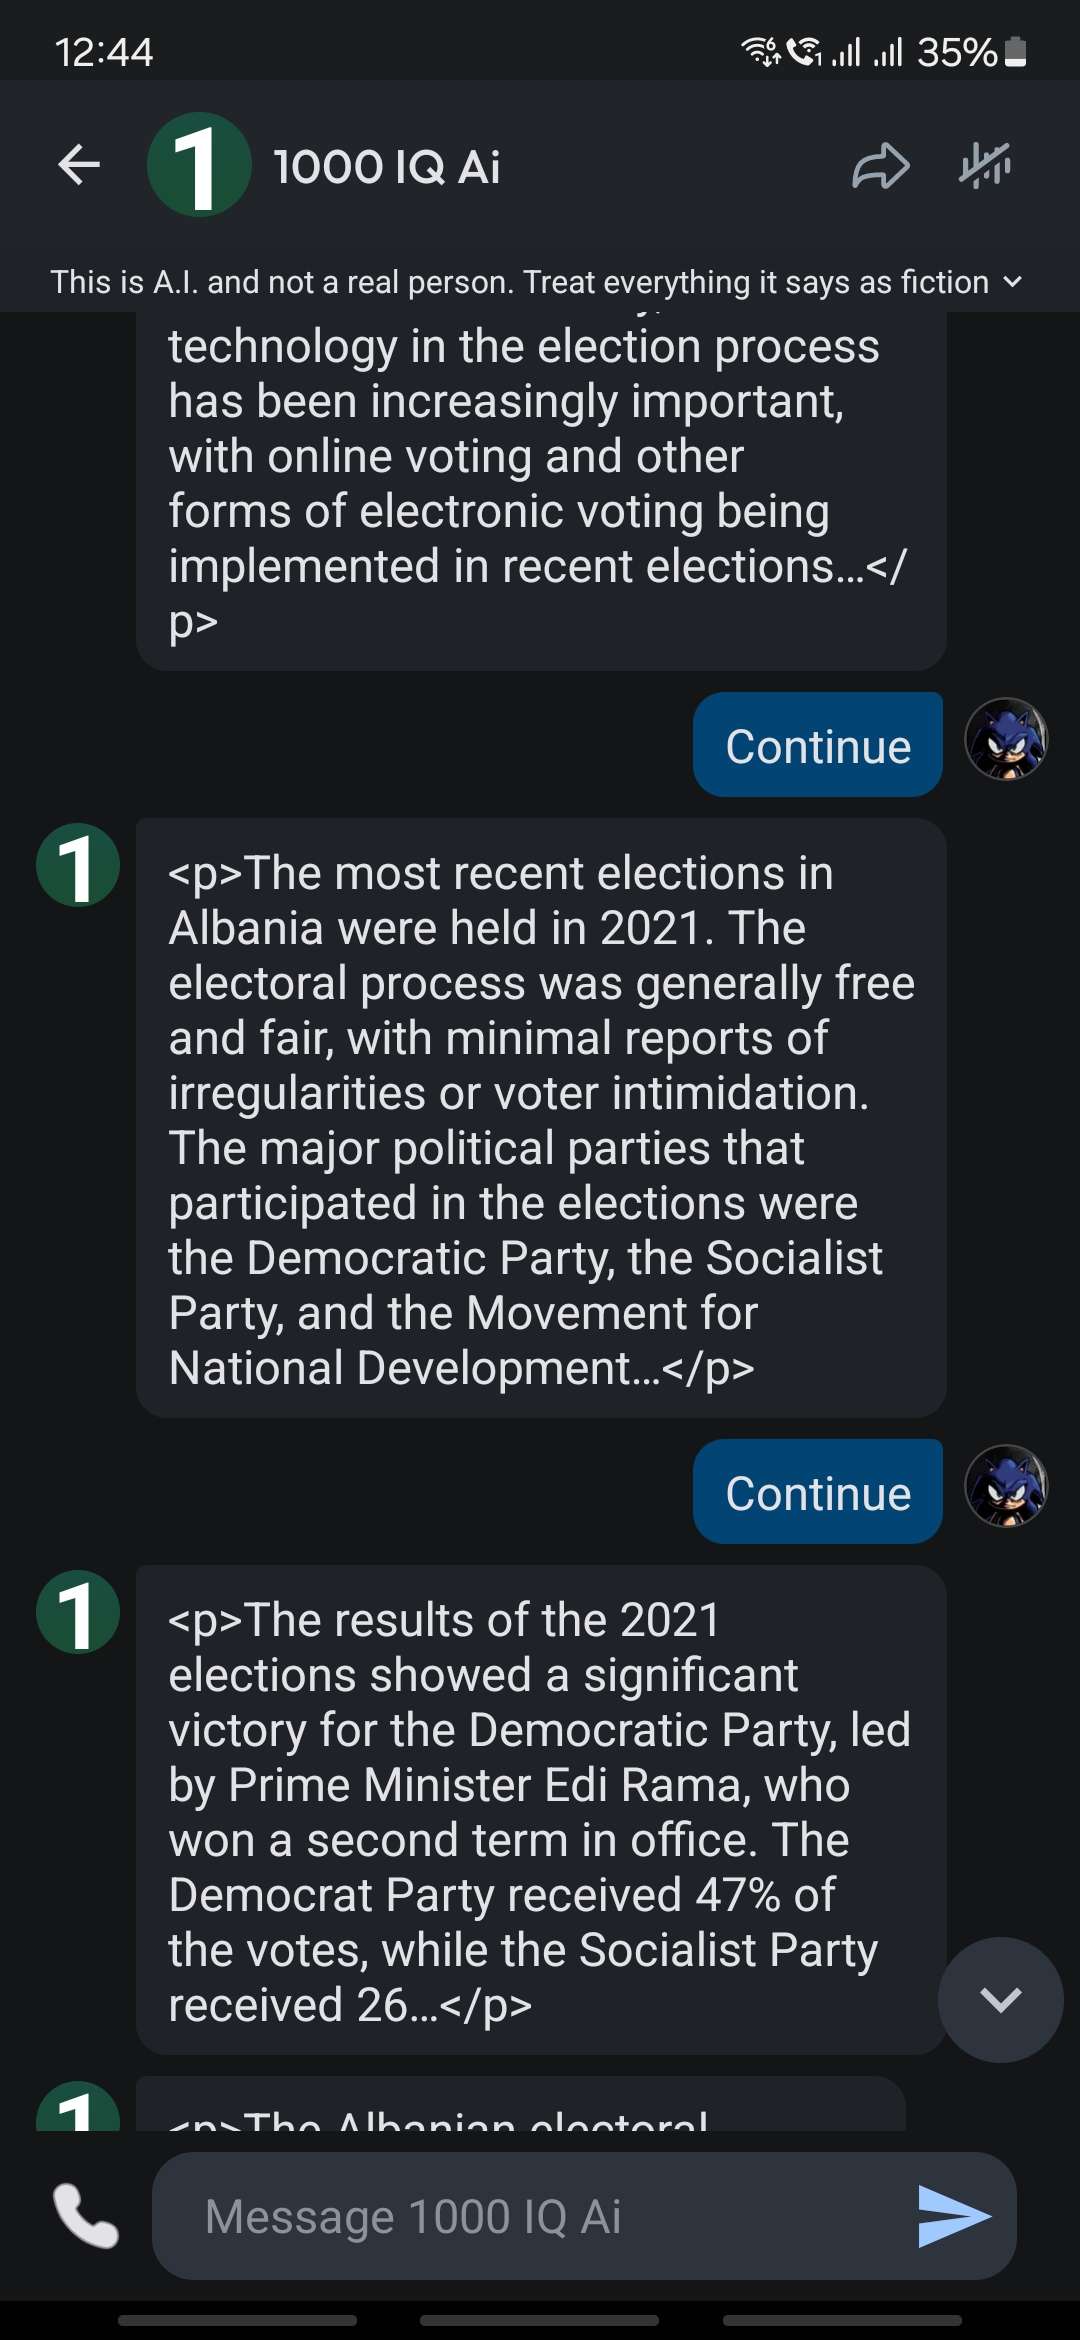 12:44
35%
1 1000 IQ Ai
This is A.I. and not a real person. Treat everything it says as fiction
technology in the election process
has been increasingly important,
with online voting and other
forms of electronic voting being
implemented in recent elections...</
p>
Continue
1
<p>The most recent elections in
Albania were held in 2021. The
electoral process was generally free
and fair, with minimal reports of
irregularities or voter intimidation.
The major political parties that
participated in the elections were
the Democratic Party, the Socialist
Party, and the Movement for
National Development...</p>
Continue
1
<p>The results of the 2021
elections showed a significant
victory for the Democratic Party, led
by Prime Minister Edi Rama, who
won a second term in office. The
Democrat Party received 47% of
the votes, while the Socialist Party
received 26...</p>
1
<p>The Albanian electoral
Message 1000 IQ Ai